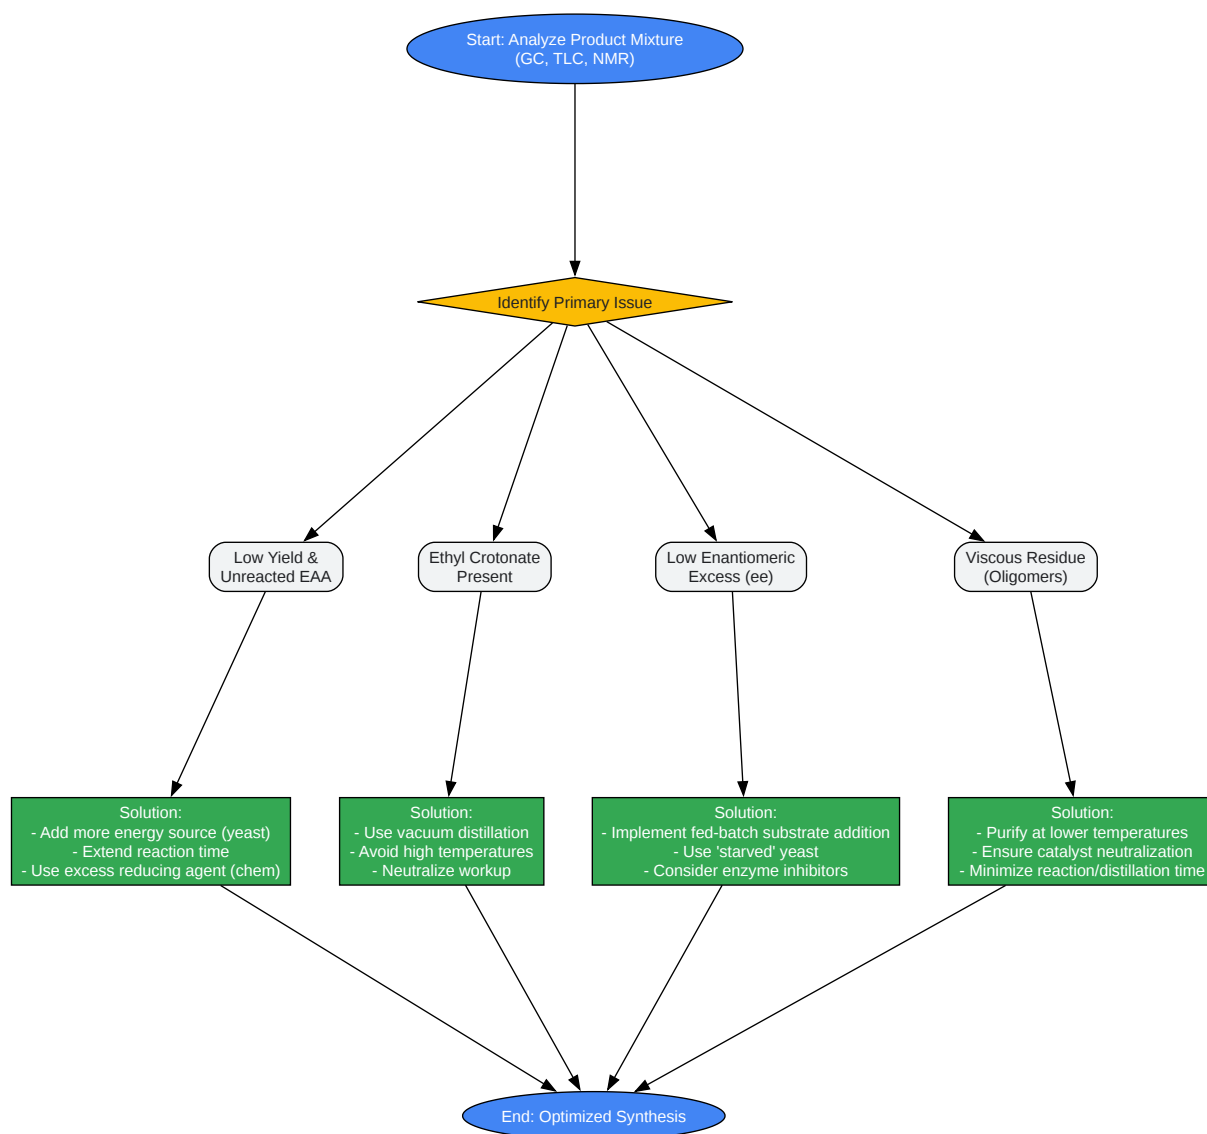 Start: Analyze Product Mixture
(GC, TLC, NMR)
Identify Primary Issue
Low Yield &
Unreacted EAA
Ethyl Crotonate
Present
Low Enantiomeric
Excess (ee)
Viscous Residue
(Oligomers)
Solution:
- Add more energy source (yeast)
- Extend reaction time
- Use excess reducing agent (chem)
Solution:
- Use vacuum distillation
- Avoid high temperatures
- Neutralize workup
Solution:
- Implement fed-batch substrate addition
- Use 'starved' yeast
- Consider enzyme inhibitors
Solution:
- Purify at lower temperatures
- Ensure catalyst neutralization
- Minimize reaction/distillation time
End: Optimized Synthesis